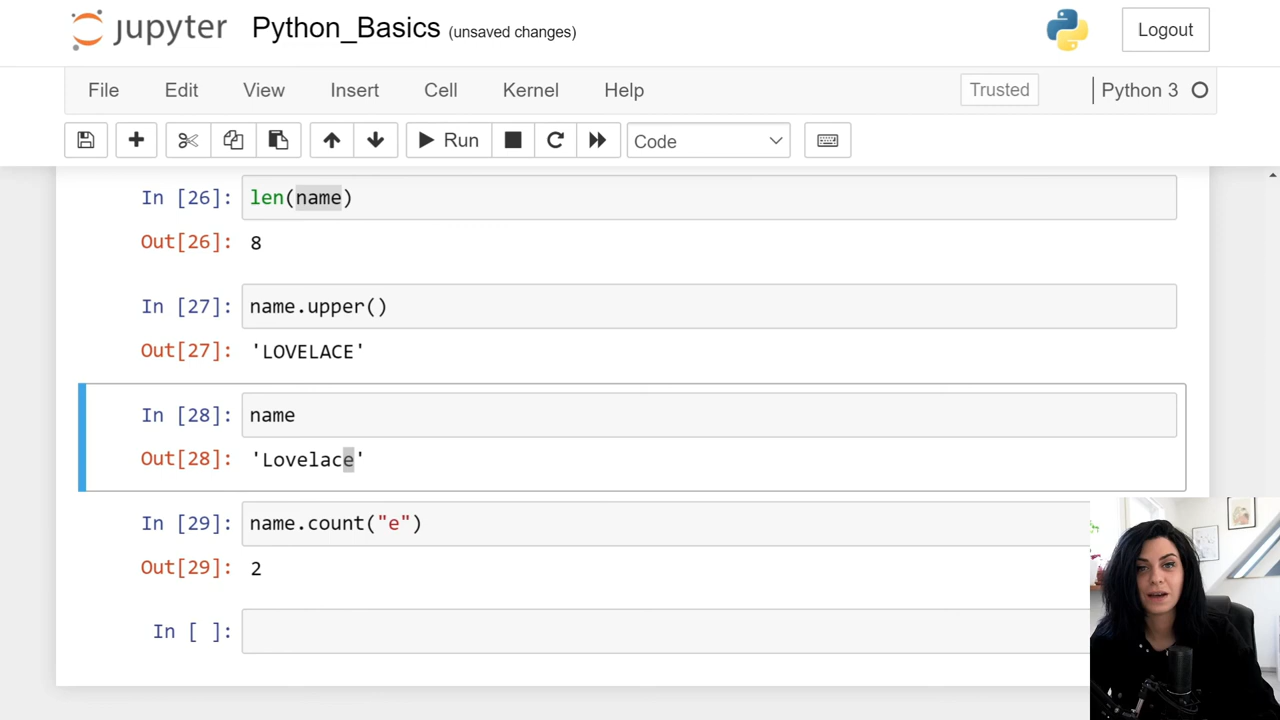 jupyter Python_Basics (unsaved changes) Logout
File Edit View Insert Cell Kernel Help Trusted Python 3
Run Code
In [26]: len(name)
Out[26]: 8
In [27]: name.upper()
Out[27]: 'LOVELACE'
In [28]: name
Out[28]: 'Lovelace'
In [29]: name.count("e")
Out[29]: 2
In [ ]: